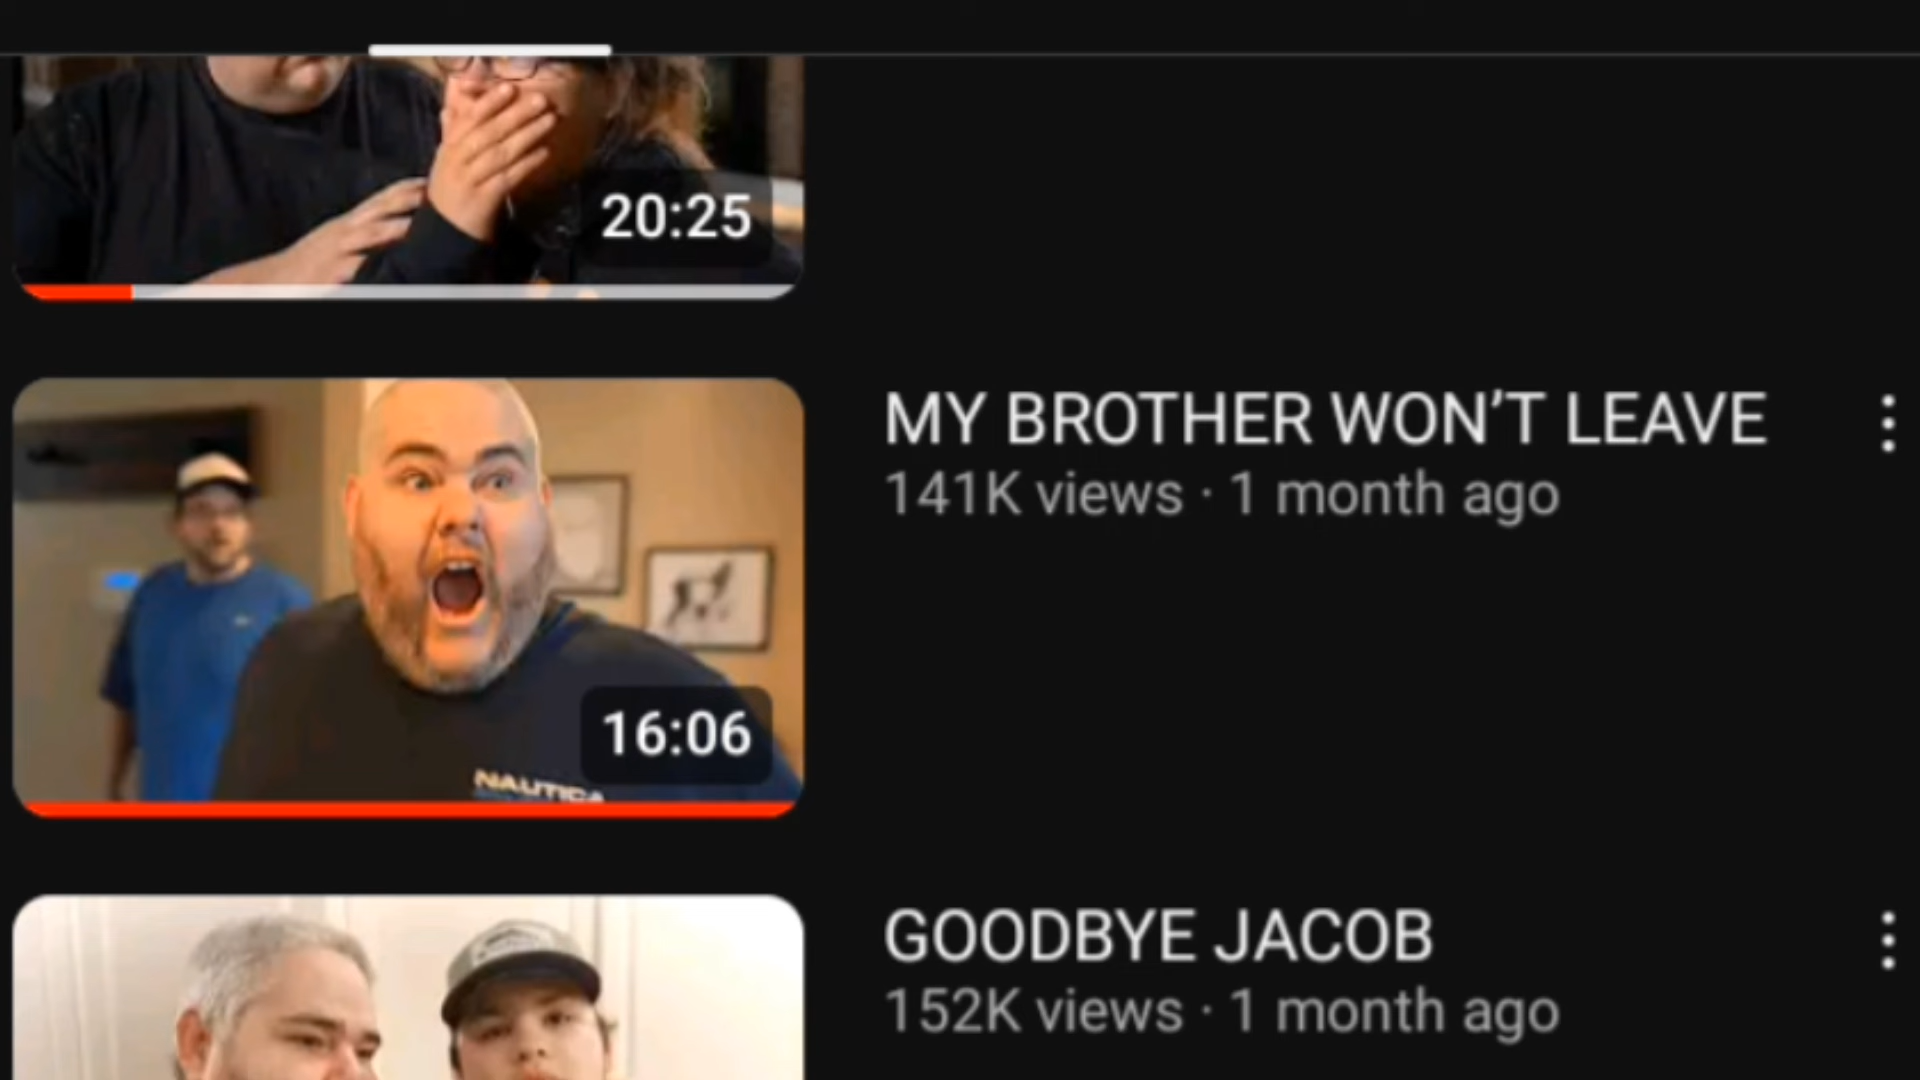 20:25
MY BROTHER WON’T LEAVE
141K views · 1 month ago
16:06
NAUTICA
GOODBYE JACOB
152K views · 1 month ago